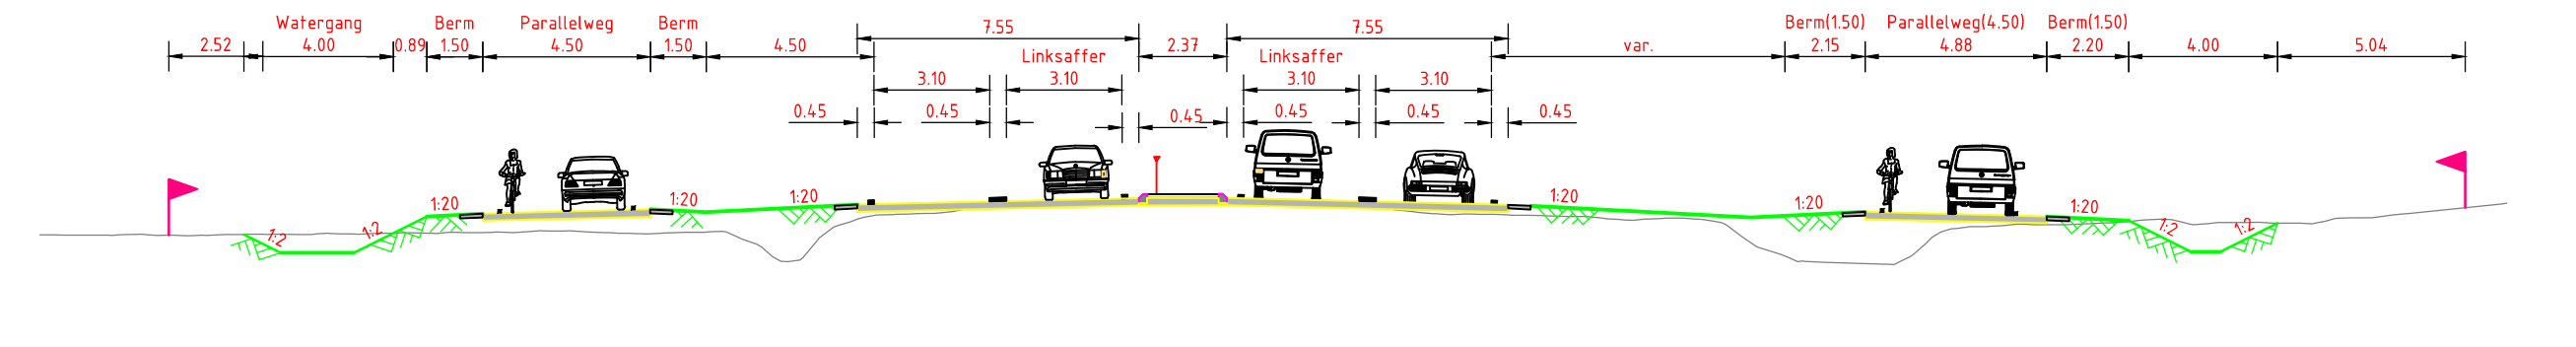 Watergang Berm Parallelweg Berm 7.55 7.55 Berm(1.50) Parallelweg(4.50) Berm(1.50)
2.52 4.00 0.89 1.50 4.50 1.50 4.50 2.37 var. 2.15 4.88 2.20 4.00 5.04
Linksaffer Linksaffer
3.10 3.10 3.10 3.10
0.45 0.45 0.45 0.45 0.45 0.45
1:20 1:20 1:20 1:20 1:20 1:20
1:2 1:2 1:2 1:2